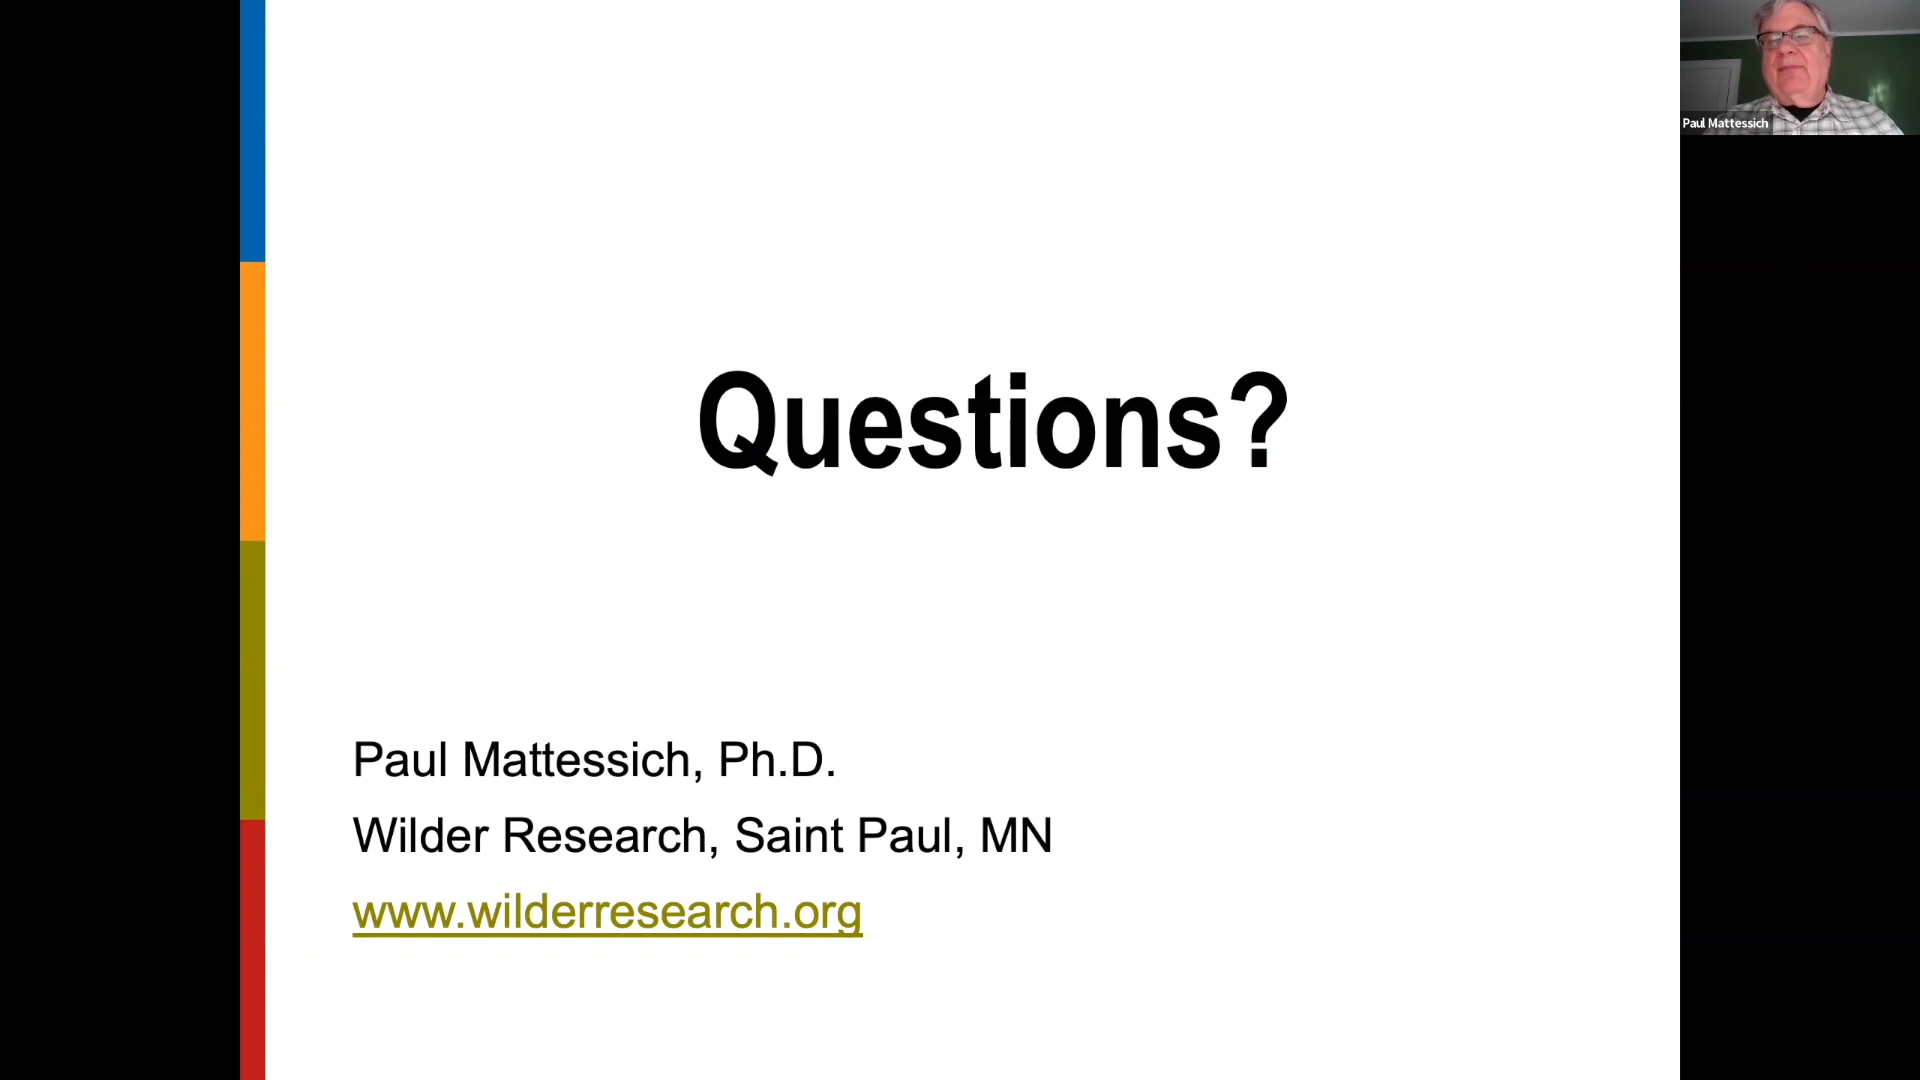 Paul Mattessich
Questions?
Paul Mattessich, Ph.D.
Wilder Research, Saint Paul, MN
www.wilderresearch.org